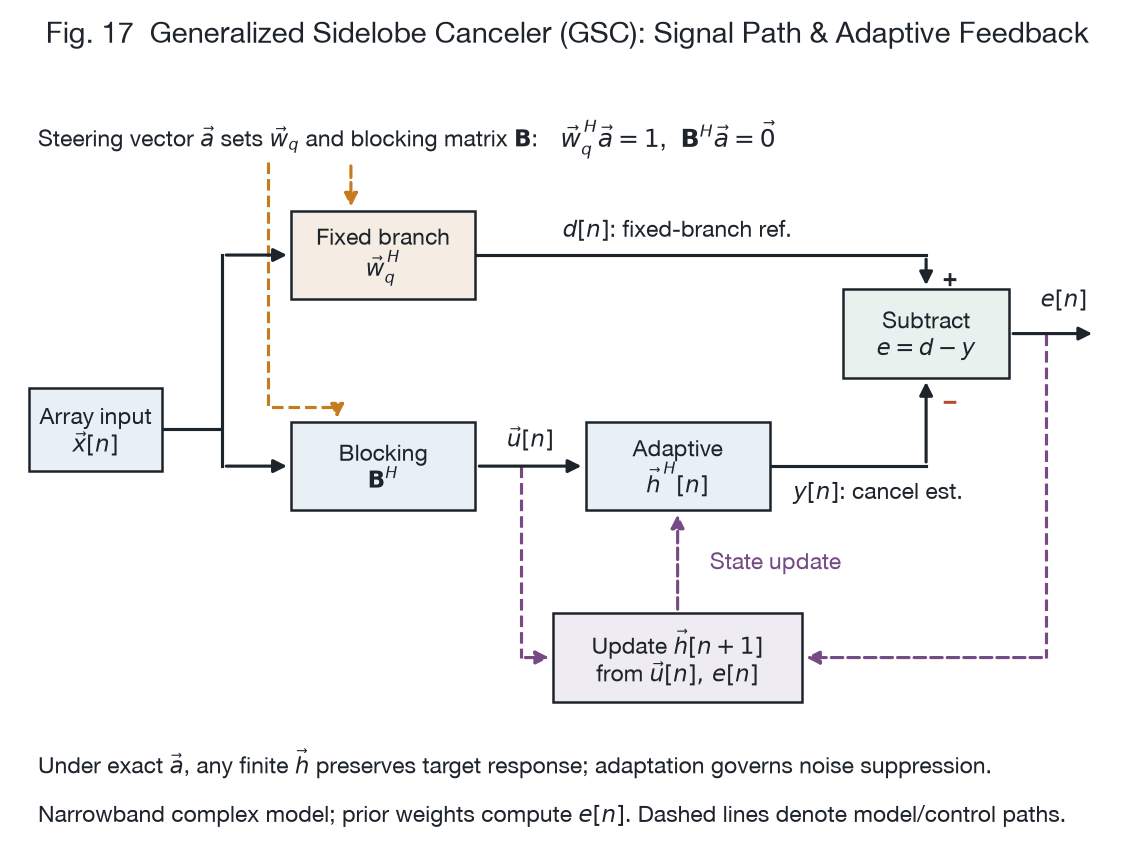 Fig. 17  Generalized Sidelobe Canceler (GSC): Signal Path & Adaptive Feedback
Steering vector a⃗ sets w⃗_q and blocking matrix B:   w⃗_q^H a⃗ = 1,  B^H a⃗ = 0⃗
Fixed branch
w⃗_q^H
d[n]: fixed-branch ref.
+
Subtract
e = d − y
e[n]
−
Array input
x⃗[n]
Blocking
B^H
u⃗[n]
Adaptive
h⃗^H[n]
y[n]: cancel est.
State update
Update h⃗[n + 1]
from u⃗[n], e[n]
Under exact a⃗, any finite h⃗ preserves target response; adaptation governs noise suppression.
Narrowband complex model; prior weights compute e[n]. Dashed lines denote model/control paths.